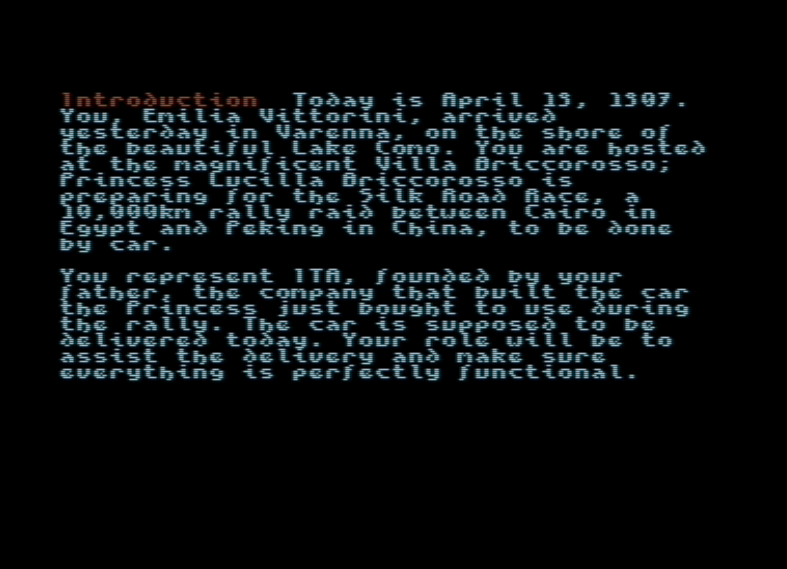 Introduction Today is April 19, 1907.
You, Emilia Vittorini, arrived
yesterday in Varenna, on the shore of
the beautiful Lake Como. You are hosted
at the magnificent Villa Briccorosso;
Princess Lucilla Briccorosso is
preparing for the Silk Road Race, a
10,000km rally raid between Cairo in
Egypt and Peking in China, to be done
by car.
You represent ITA, founded by your
father, the company that built the car
the Princess just bought to use during
the rally. The car is supposed to be
delivered today. Your role will be to
assist the delivery and make sure
everything is perfectly functional.